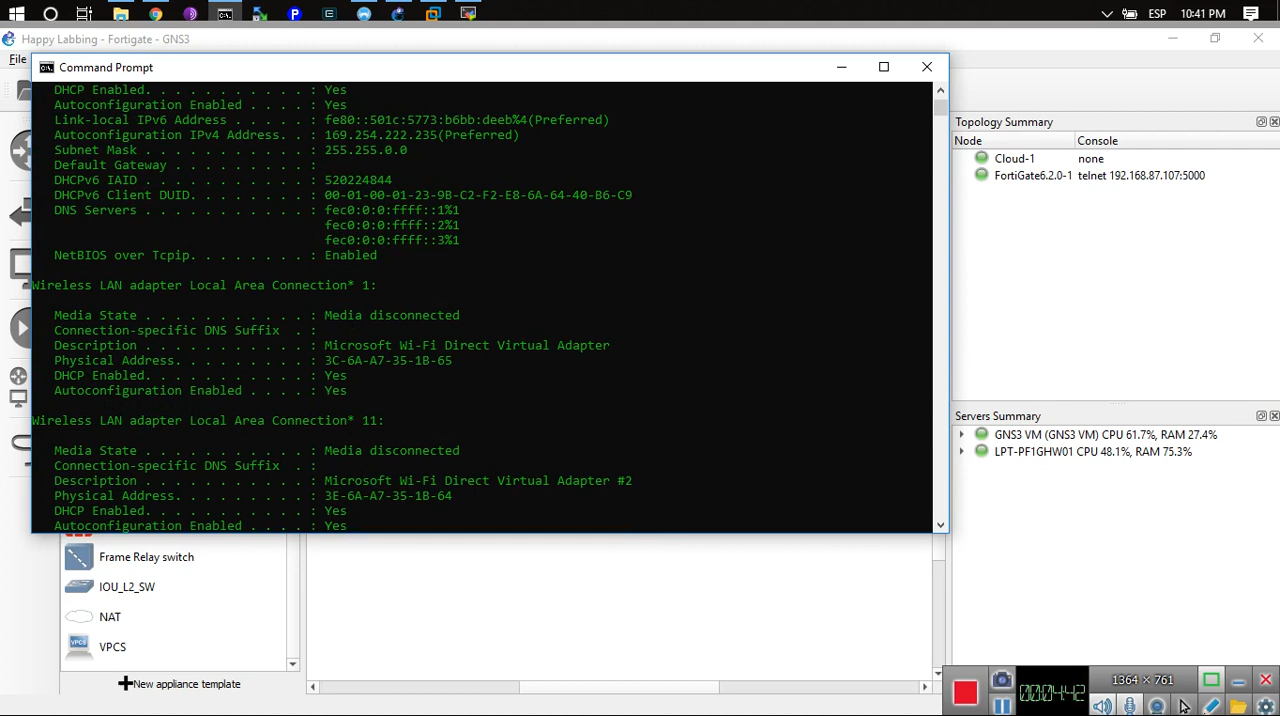 ESP 10:41 PM
Happy Labbing - Fortigate - GNS3
File
Command Prompt
DHCP Enabled. . . . . . . . . . . : Yes
Autoconfiguration Enabled . . . . : Yes
Link-local IPv6 Address . . . . . : fe80::501c:5773:b6bb:deeb%4(Preferred)
Autoconfiguration IPv4 Address. . : 169.254.222.235(Preferred)
Subnet Mask . . . . . . . . . . . : 255.255.0.0
Default Gateway . . . . . . . . . :
DHCPv6 IAID . . . . . . . . . . . : 520224844
DHCPv6 Client DUID. . . . . . . . : 00-01-00-01-23-9B-C2-F2-E8-6A-64-40-B6-C9
DNS Servers . . . . . . . . . . . : fec0:0:0:ffff::1%1
fec0:0:0:ffff::2%1
fec0:0:0:ffff::3%1
NetBIOS over Tcpip. . . . . . . . : Enabled
Wireless LAN adapter Local Area Connection* 1:
Media State . . . . . . . . . . . : Media disconnected
Connection-specific DNS Suffix  . :
Description . . . . . . . . . . . : Microsoft Wi-Fi Direct Virtual Adapter
Physical Address. . . . . . . . . : 3C-6A-A7-35-1B-65
DHCP Enabled. . . . . . . . . . . : Yes
Autoconfiguration Enabled . . . . : Yes
Wireless LAN adapter Local Area Connection* 11:
Media State . . . . . . . . . . . : Media disconnected
Connection-specific DNS Suffix  . :
Description . . . . . . . . . . . : Microsoft Wi-Fi Direct Virtual Adapter #2
Physical Address. . . . . . . . . : 3E-6A-A7-35-1B-64
DHCP Enabled. . . . . . . . . . . : Yes
Autoconfiguration Enabled . . . . : Yes
Topology Summary
Node Console
Cloud-1 none
FortiGate6.2.0-1 telnet 192.168.87.107:5000
Servers Summary
GNS3 VM (GNS3 VM) CPU 61.7%, RAM 27.4%
LPT-PF1GHW01 CPU 48.1%, RAM 75.3%
Frame Relay switch
IOU_L2_SW
NAT
VPCS
New appliance template
1364 × 761
00:04:42